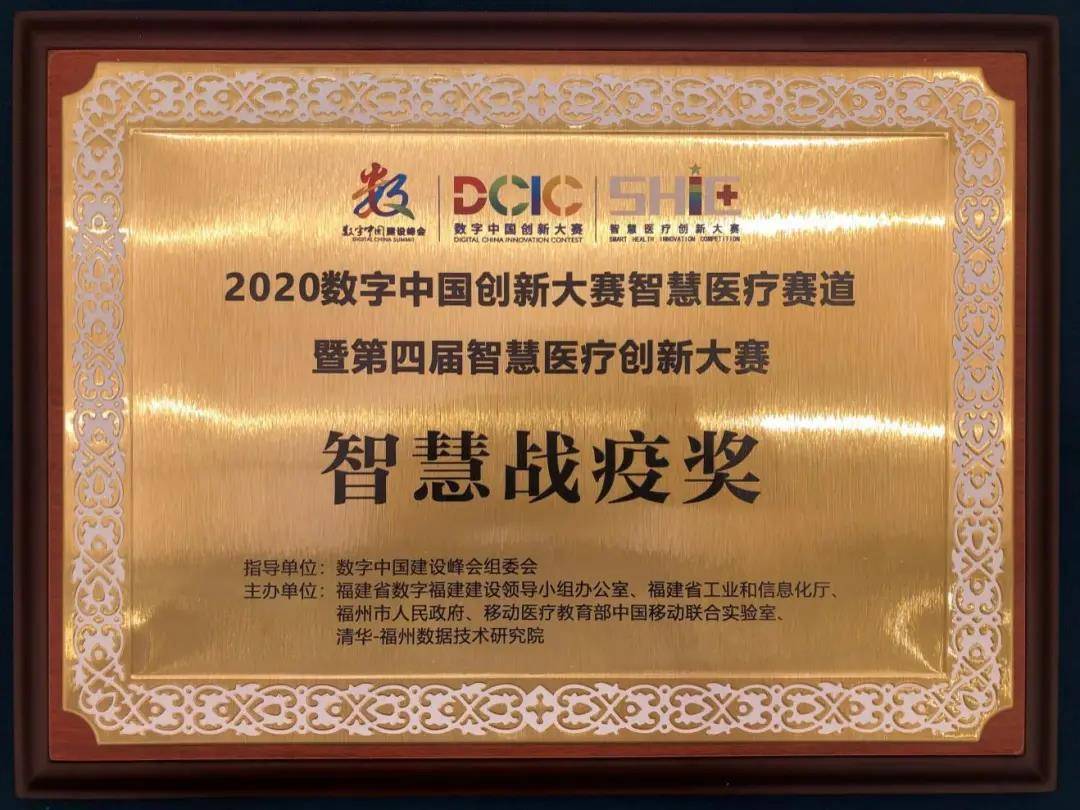 数
DCIC
SHIC+
数字中国建设峰会
DIGITAL CHINA SUMMIT
数字中国创新大赛
DIGITAL CHINA INNOVATION CONTEST
智慧医疗创新大赛
SMART HEALTH INNOVATION COMPETITION
2020数字中国创新大赛智慧医疗赛道
暨第四届智慧医疗创新大赛
智慧战疫奖
指导单位：数字中国建设峰会组委会
主办单位：福建省数字福建建设领导小组办公室、福建省工业和信息化厅、
福州市人民政府、移动医疗教育部中国移动联合实验室、
清华-福州数据技术研究院